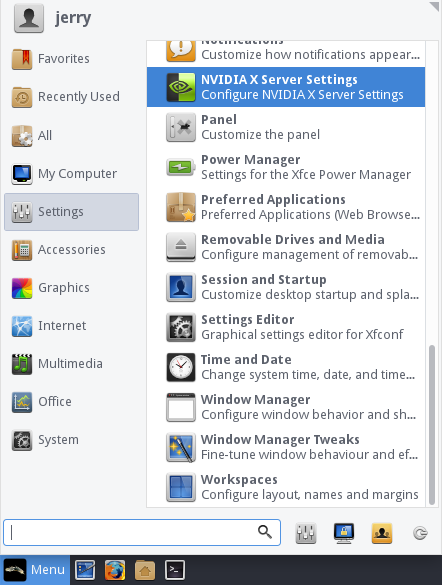 jerry
Favorites
Recently Used
All
My Computer
Settings
Accessories
Graphics
Internet
Multimedia
Office
System
Notifications
Customize how notifications appear...
NVIDIA X Server Settings
Configure NVIDIA X Server Settings
Panel
Customize the panel
Power Manager
Settings for the Xfce Power Manager
Preferred Applications
Preferred Applications (Web Browse...
Removable Drives and Media
Configure management of removab...
Session and Startup
Customize desktop startup and spla...
Settings Editor
Graphical settings editor for Xfconf
Time and Date
Change system time, date, and time...
Window Manager
Configure window behavior and sh...
Window Manager Tweaks
Fine-tune window behaviour and ef...
Workspaces
Configure layout, names and margins
Menu